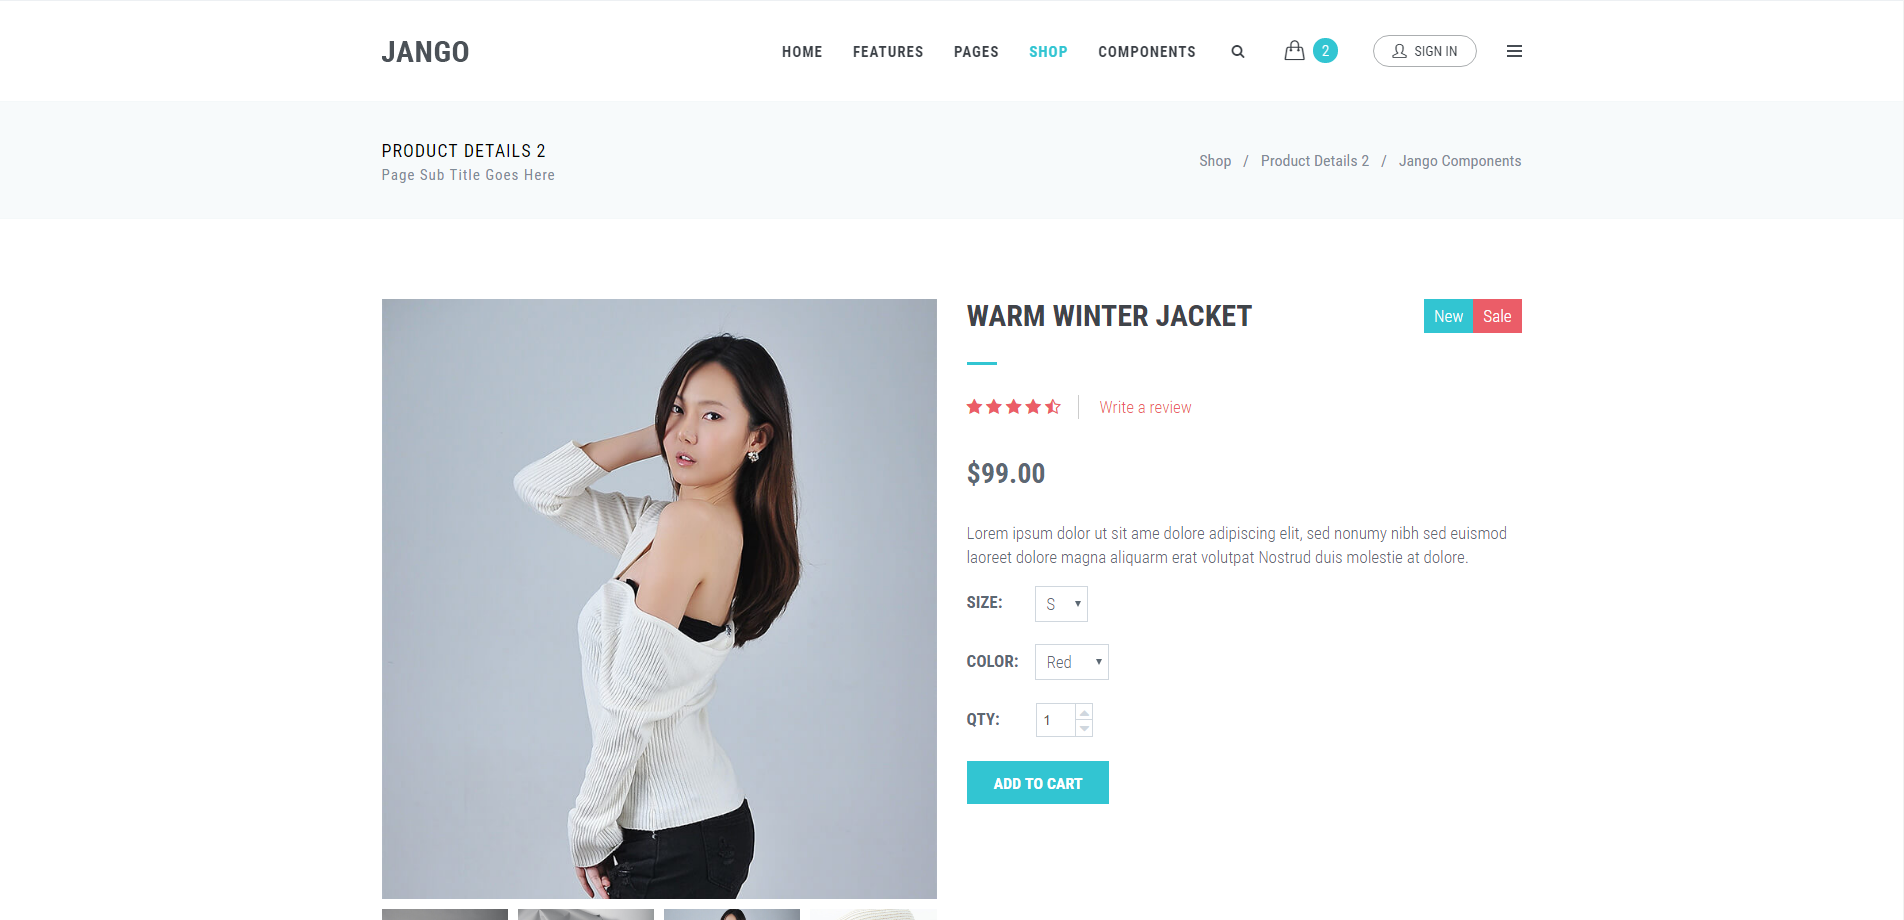 JANGO
HOME FEATURES PAGES SHOP COMPONENTS 2 SIGN IN
PRODUCT DETAILS 2
Page Sub Title Goes Here
Shop / Product Details 2 / Jango Components
WARM WINTER JACKET
New Sale
Write a review
$99.00
Lorem ipsum dolor ut sit ame dolore adipiscing elit, sed nonumy nibh sed euismod
laoreet dolore magna aliquarm erat volutpat Nostrud duis molestie at dolore.
SIZE: S
COLOR: Red
QTY: 1
ADD TO CART